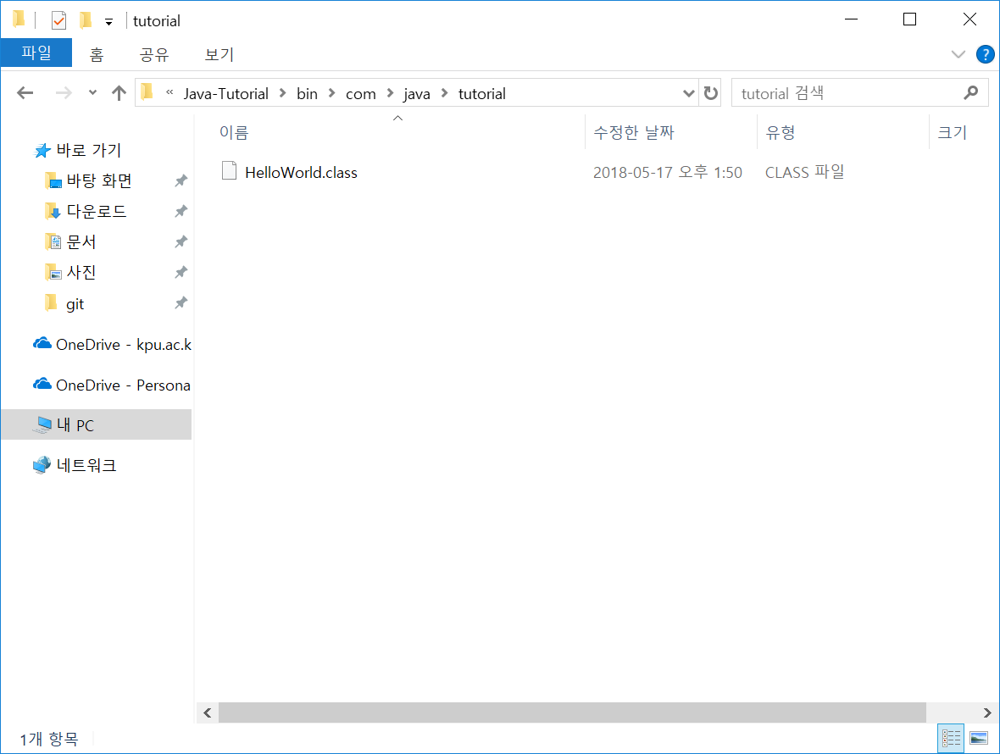 tutorial
파일 홈 공유 보기
« Java-Tutorial > bin > com > java > tutorial
tutorial 검색
이름 수정한 날짜 유형 크기
HelloWorld.class 2018-05-17 오후 1:50 CLASS 파일
바로 가기
바탕 화면
다운로드
문서
사진
git
OneDrive - kpu.ac.k
OneDrive - Persona
내 PC
네트워크
1개 항목